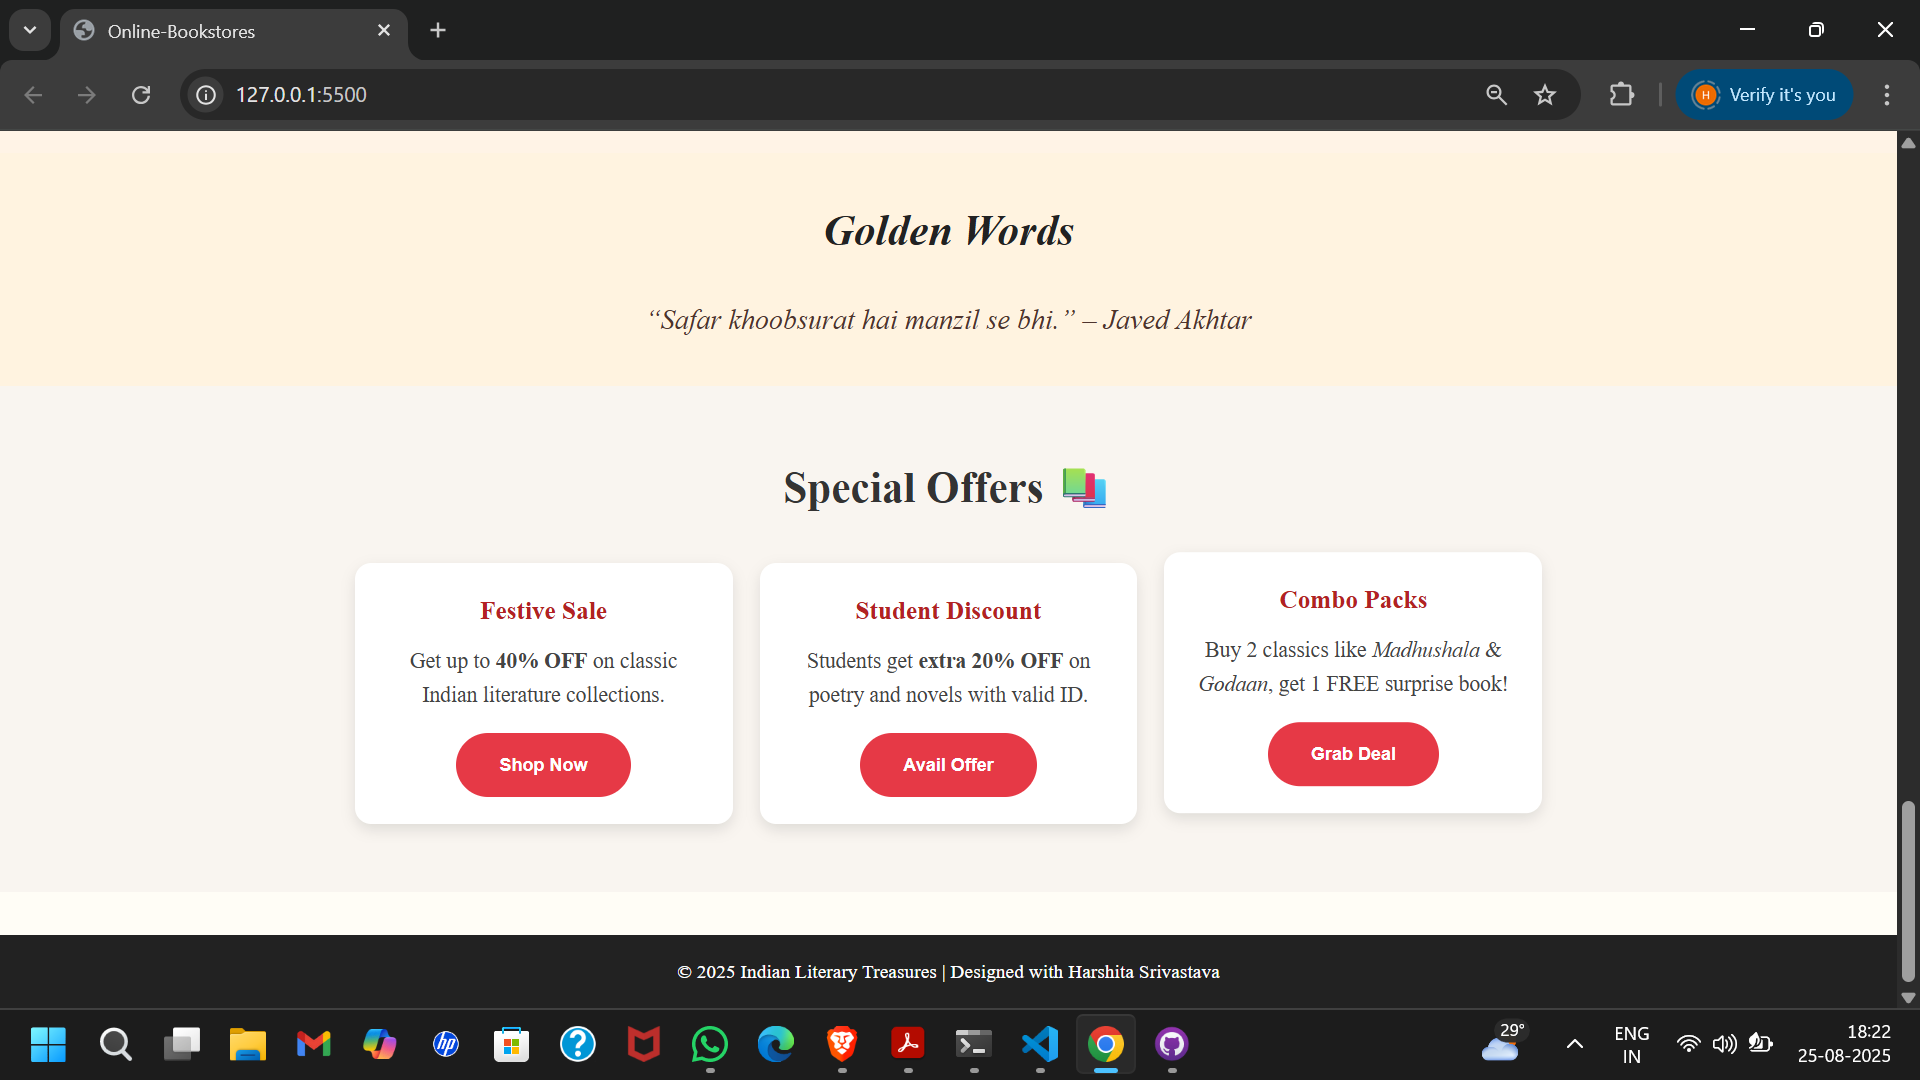 Online-Bookstores
127.0.0.1:5500
H
Verify it's you
Golden Words
“Safar khoobsurat hai manzil se bhi.” – Javed Akhtar
Special Offers
Festive Sale
Get up to 40% OFF on classic
Indian literature collections.
Shop Now
Student Discount
Students get extra 20% OFF on
poetry and novels with valid ID.
Avail Offer
Combo Packs
Buy 2 classics like Madhushala &
Godaan, get 1 FREE surprise book!
Grab Deal
© 2025 Indian Literary Treasures | Designed with Harshita Srivastava
hp
29°
ENG
IN
18:22
25-08-2025